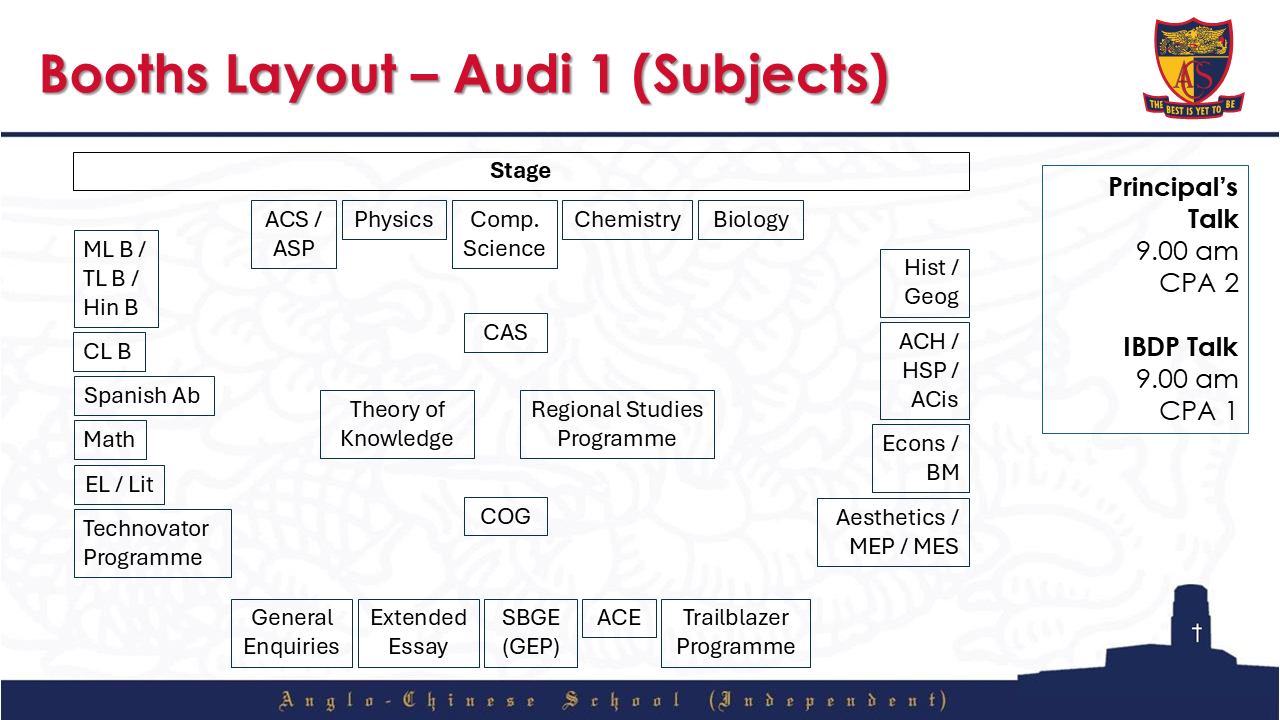 Booths Layout – Audi 1 (Subjects)
THE BEST IS YET TO BE
ACS
Stage
ACS /
ASP
Physics
Comp.
Science
Chemistry
Biology
ML B /
TL B /
Hin B
CL B
Spanish Ab
Math
EL / Lit
Technovator
Programme
CAS
Theory of
Knowledge
Regional Studies
Programme
COG
Hist /
Geog
ACH /
HSP /
ACis
Econs /
BM
Aesthetics /
MEP / MES
General
Enquiries
Extended
Essay
SBGE
(GEP)
ACE
Trailblazer
Programme
Principal’s
Talk
9.00 am
CPA 2
IBDP Talk
9.00 am
CPA 1
Anglo-Chinese School (Independent)